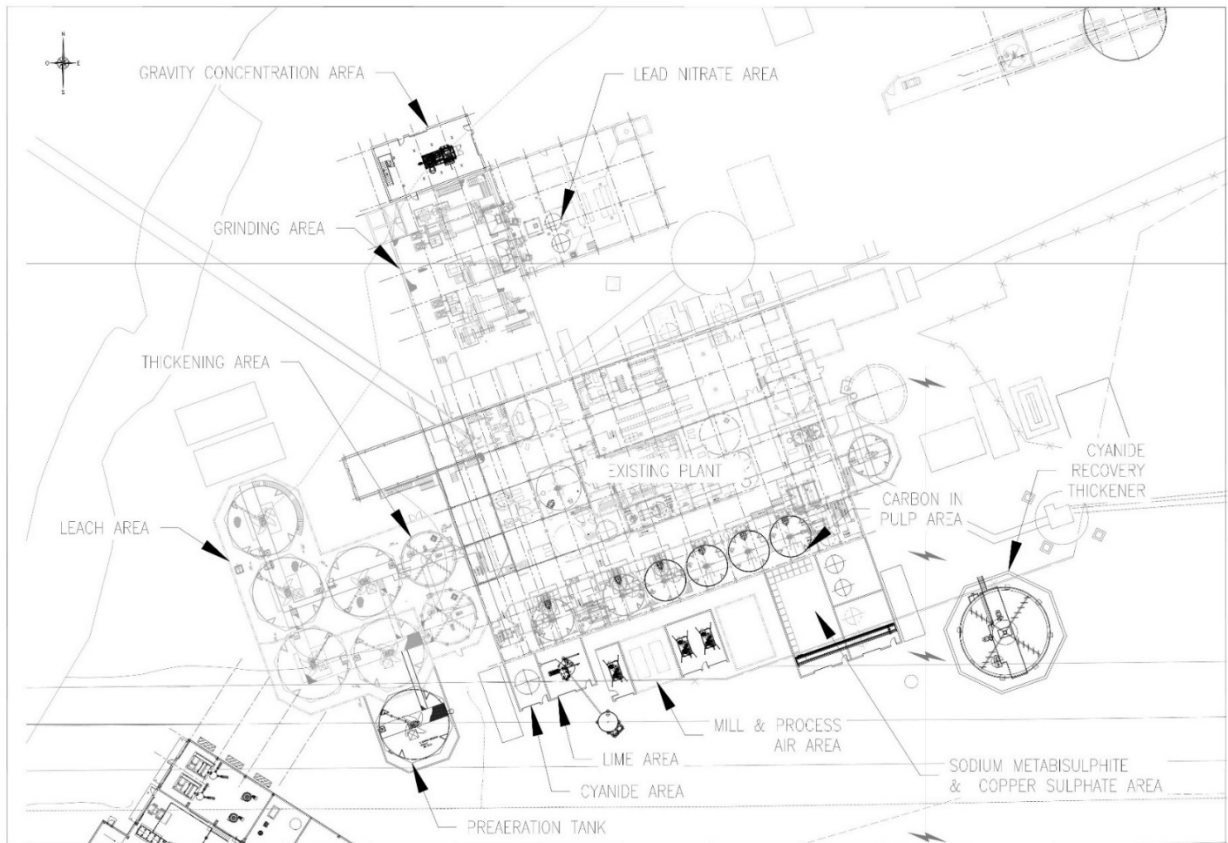 N
O
E
S
GRAVITY CONCENTRATION AREA
LEAD NITRATE AREA
GRINDING AREA
THICKENING AREA
EXISTING PLANT
CYANIDE
RECOVERY
THICKENER
CARBON IN
PULP AREA
LEACH AREA
MILL & PROCESS
AIR AREA
LIME AREA
SODIUM METABISULPHITE
& COPPER SULPHATE AREA
CYANIDE AREA
PREAERATION TANK